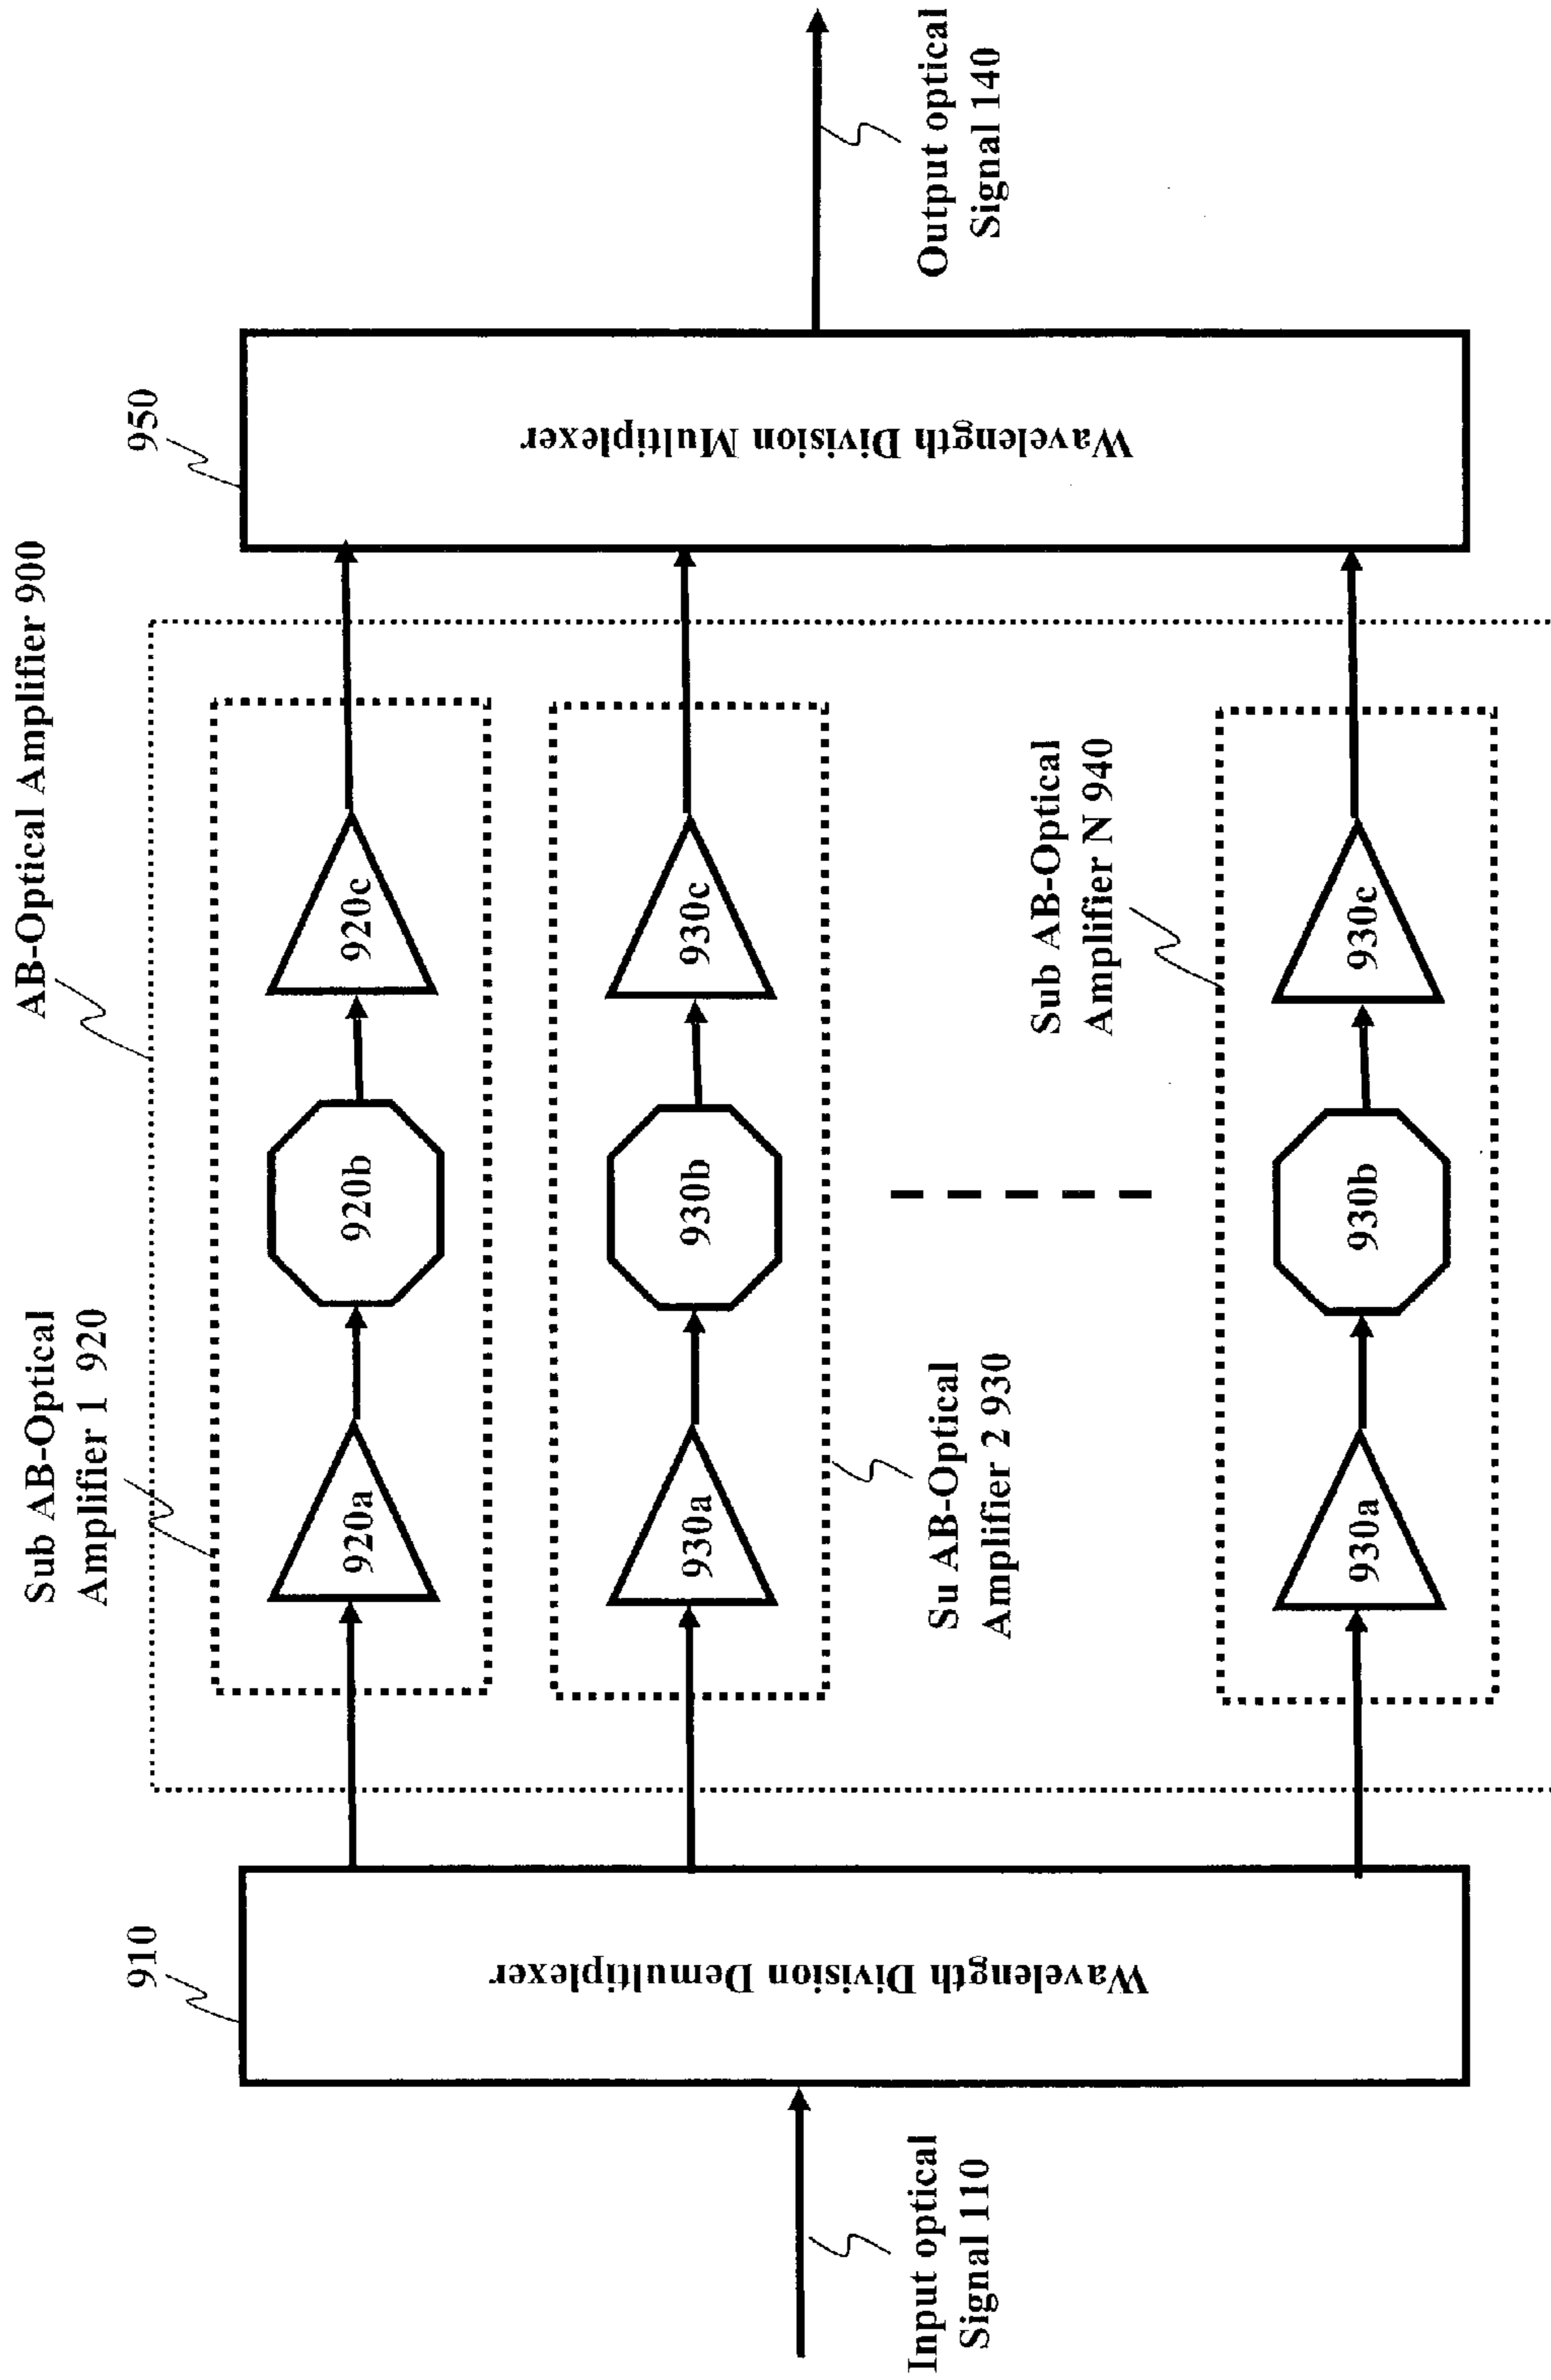 AB-Optical Amplifier 900
Sub AB-Optical
Amplifier 1 920
910
950
Wavelength Division Demultiplexer
Wavelength Division Multiplexer
920a
920b
920c
930a
930b
930c
Su AB-Optical
Amplifier 2 930
Sub AB-Optical
Amplifier N 940
930a
930b
930c
Input optical
Signal 110
Output optical
Signal 140